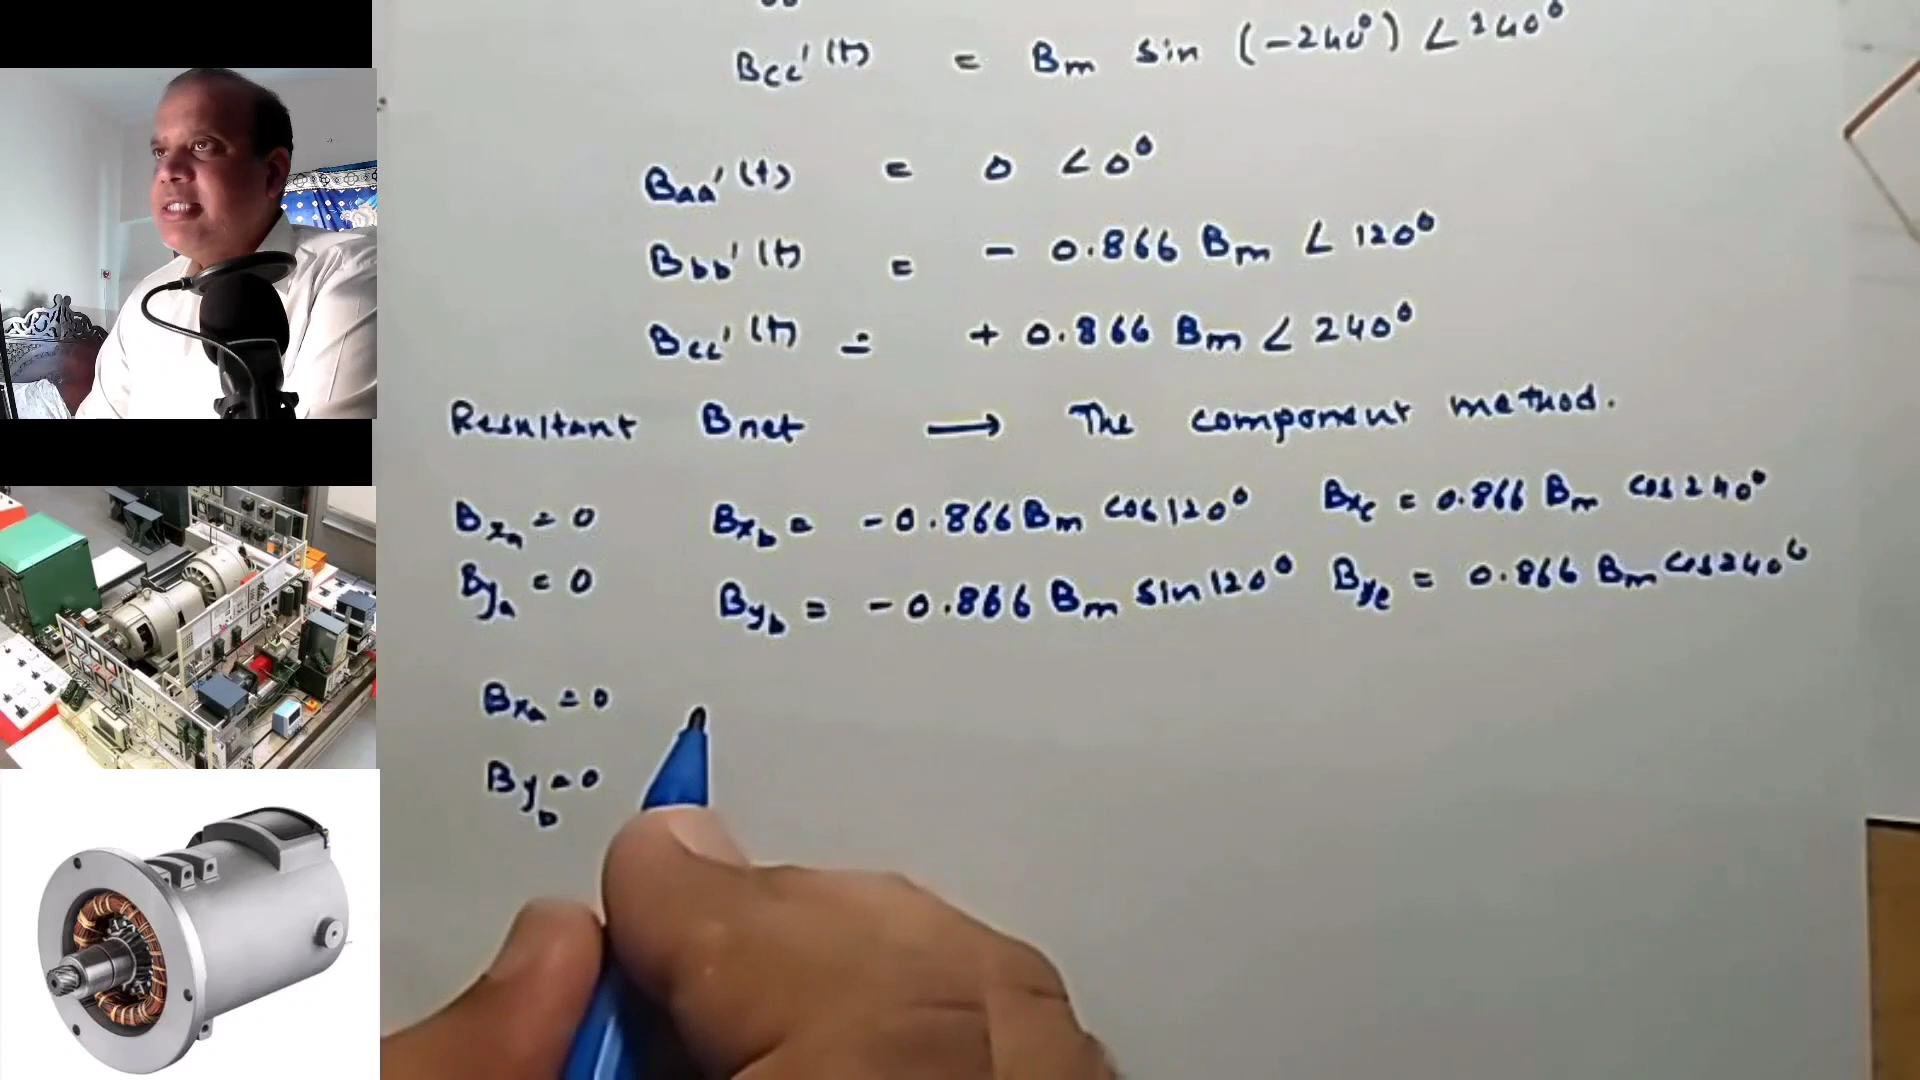 Bcc'(t) = Bm sin (-240°) ∠240°
Baa'(t) = 0 ∠0°
Bbb'(t) = - 0.866 Bm ∠120°
Bcc'(t) = + 0.866 Bm ∠240°
Resultant Bnet → The component method.
Bxa = 0 Bxb = -0.866 Bm cos120° Bxc = 0.866 Bm cos240°
Bya = 0 Byb = -0.866 Bm sin120° Byc = 0.866 Bm cos240°
Bxa = 0
Byb = 0